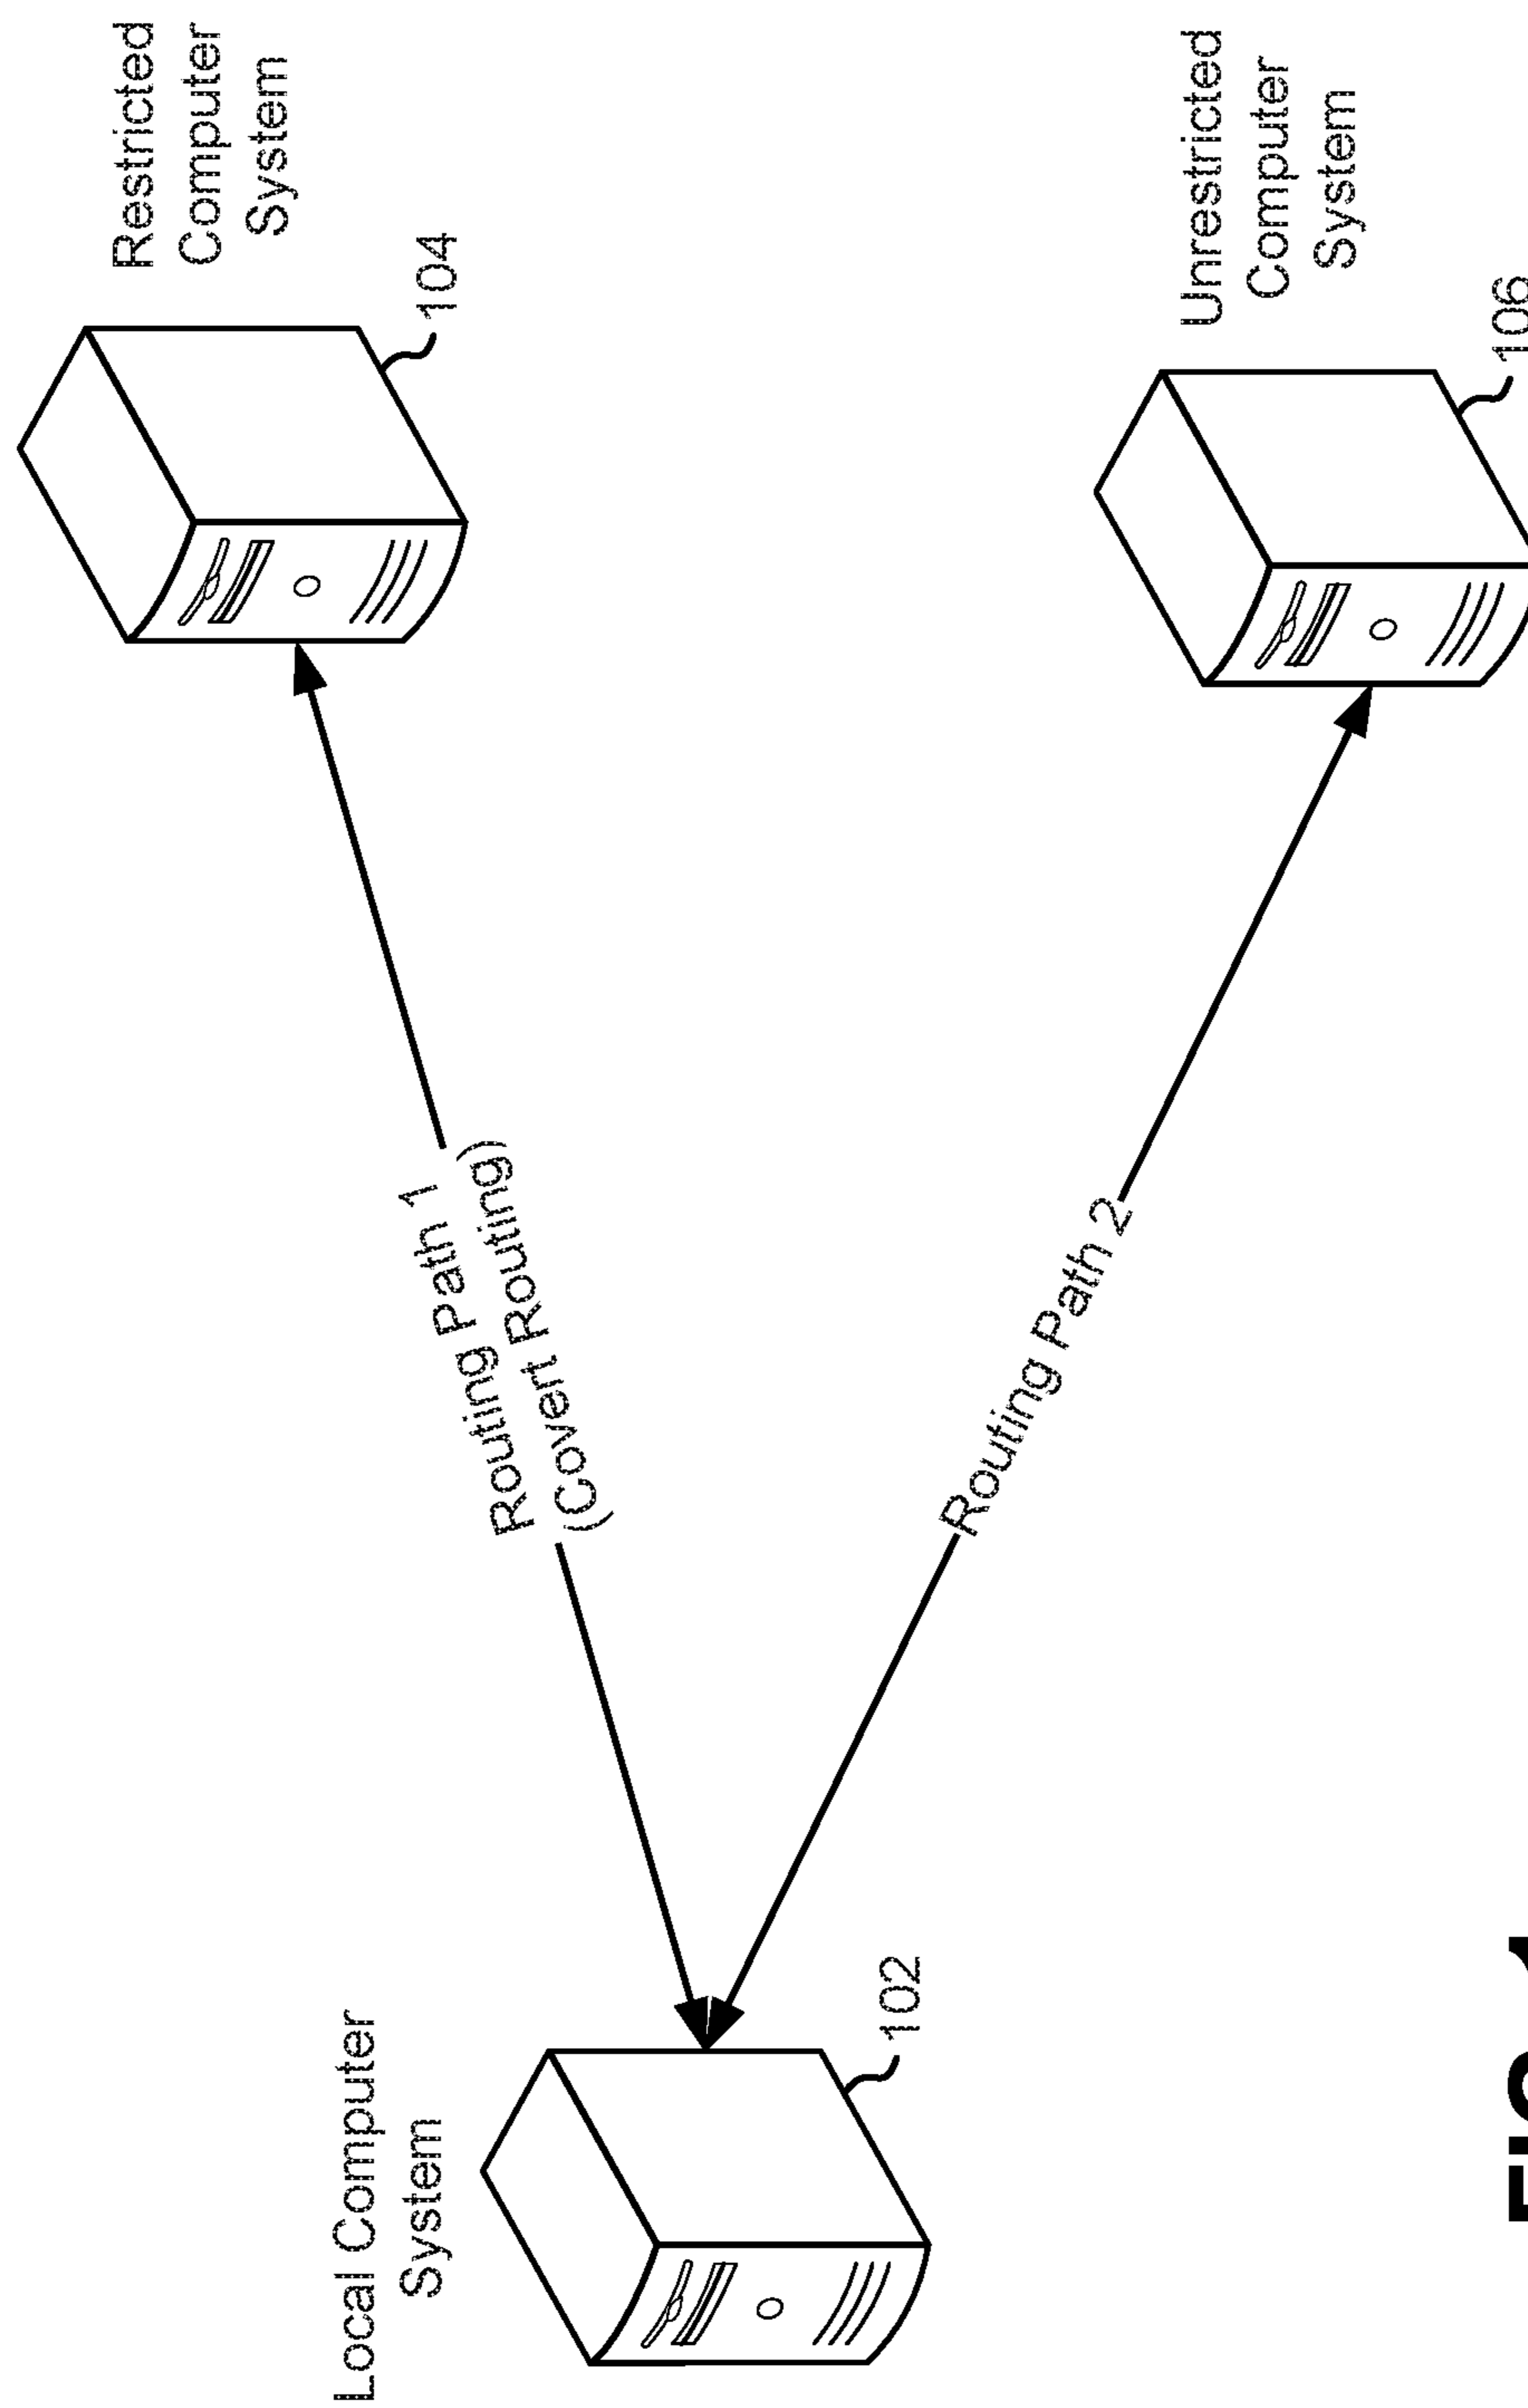 Restricted
Computer
System
104
Routing Path 1
(Covert Routing)
Local Computer
System
102
Routing Path 2
Unrestricted
Computer
System
106